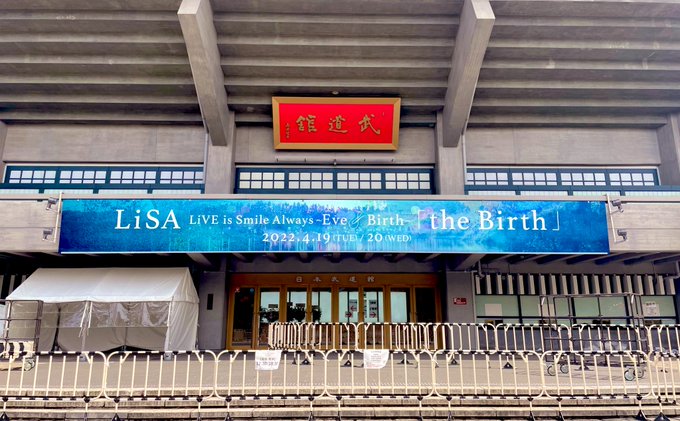 館道武
LiSA LiVE is Smile Always ~Eve / Birth~「the Birth」
2022.4.19(TUE) / 20(WED)
日本武道館